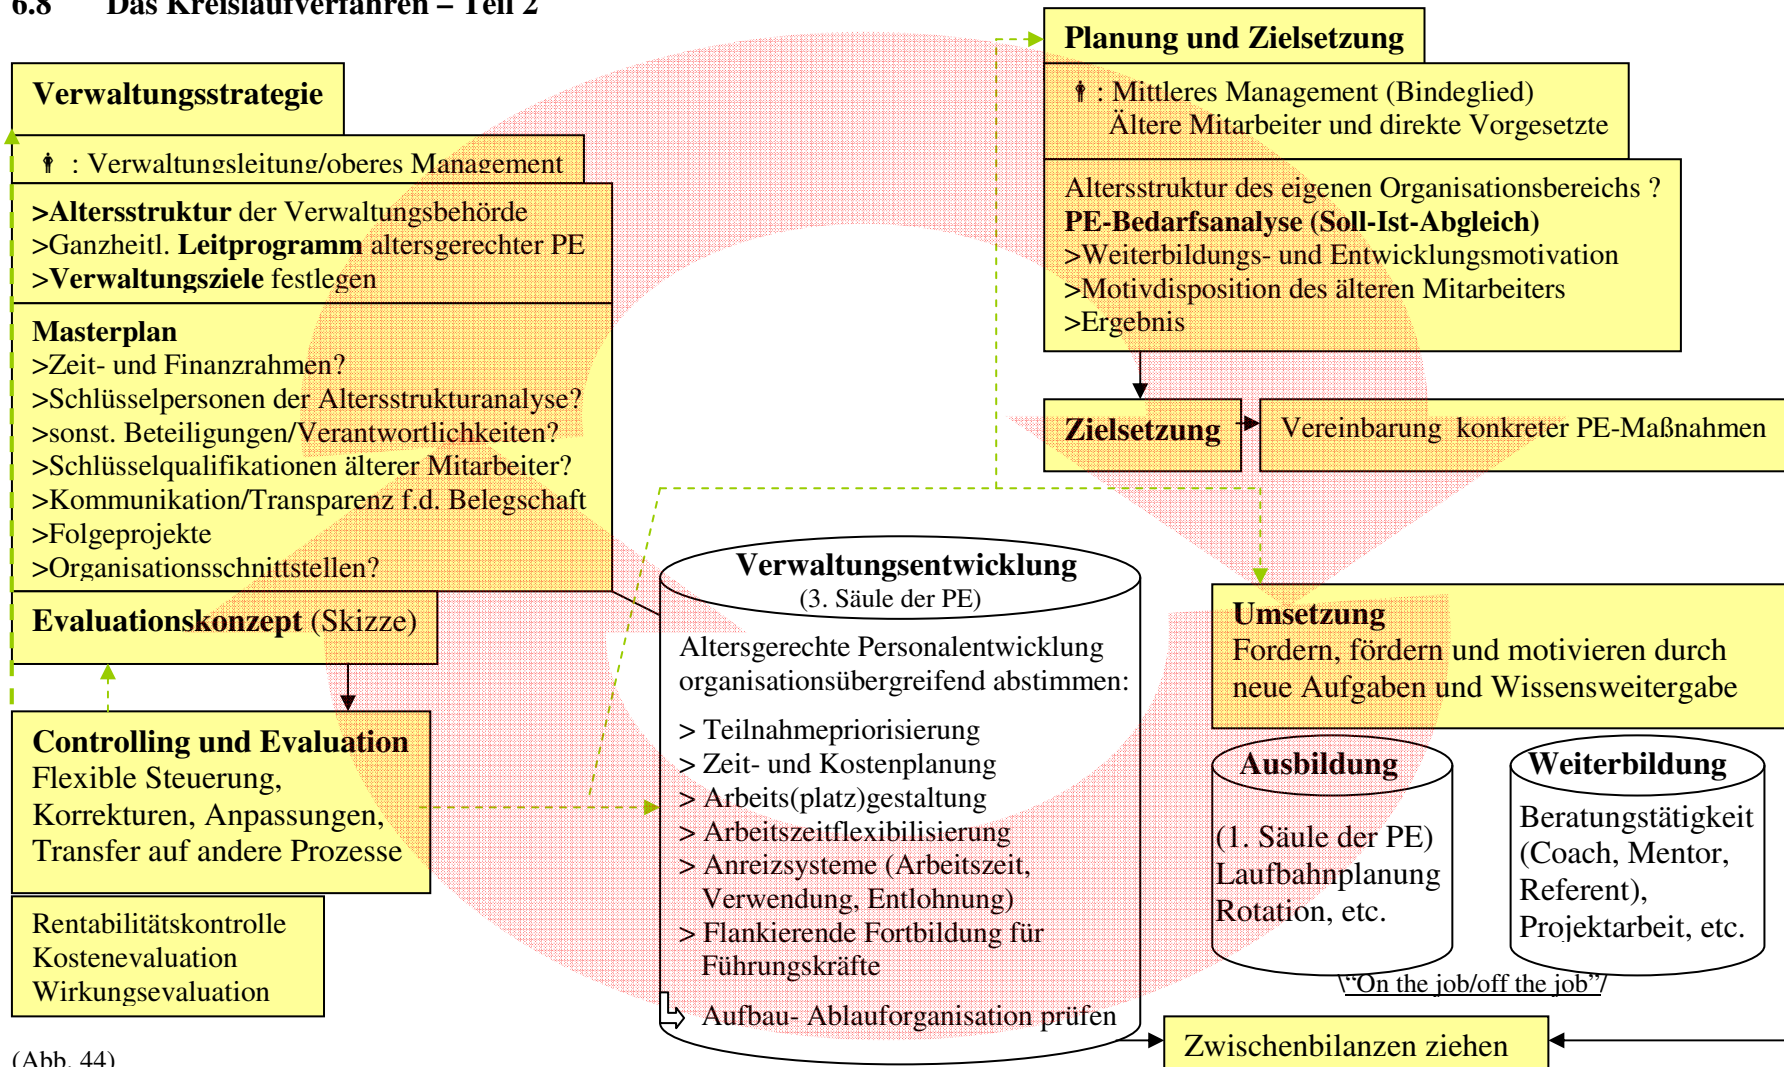 6.8 Das Kreislaufverfahren – Teil 2
Verwaltungsstrategie
: Verwaltungsleitung/oberes Management
>Altersstruktur der Verwaltungsbehörde
>Ganzheitl. Leitprogramm altersgerechter PE
>Verwaltungsziele festlegen
Masterplan
>Zeit- und Finanzrahmen?
>Schlüsselpersonen der Altersstrukturanalyse?
>sonst. Beteiligungen/Verantwortlichkeiten?
>Schlüsselqualifikationen älterer Mitarbeiter?
>Kommunikation/Transparenz f.d. Belegschaft
>Folgeprojekte
>Organisationsschnittstellen?
Evaluationskonzept (Skizze)
Controlling und Evaluation
Flexible Steuerung,
Korrekturen, Anpassungen,
Transfer auf andere Prozesse
Rentabilitätskontrolle
Kostenevaluation
Wirkungsevaluation
(Abb. 44)
Planung und Zielsetzung
: Mittleres Management (Bindeglied)
Ältere Mitarbeiter und direkte Vorgesetzte
Altersstruktur des eigenen Organisationsbereichs ?
PE-Bedarfsanalyse (Soll-Ist-Abgleich)
>Weiterbildungs- und Entwicklungsmotivation
>Motivdisposition des älteren Mitarbeiters
>Ergebnis
Zielsetzung
Vereinbarung konkreter PE-Maßnahmen
Verwaltungsentwicklung
(3. Säule der PE)
Altersgerechte Personalentwicklung
organisationsübergreifend abstimmen:
> Teilnahmepriorisierung
> Zeit- und Kostenplanung
> Arbeits(platz)gestaltung
> Arbeitszeitflexibilisierung
> Anreizsysteme (Arbeitszeit,
Verwendung, Entlohnung)
> Flankierende Fortbildung für
Führungskräfte
Aufbau- Ablauforganisation prüfen
Umsetzung
Fordern, fördern und motivieren durch
neue Aufgaben und Wissensweitergabe
Ausbildung
(1. Säule der PE)
Laufbahnplanung
Rotation, etc.
Weiterbildung
Beratungstätigkeit
(Coach, Mentor,
Referent),
Projektarbeit, etc.
\"On the job/off the job"/
Zwischenbilanzen ziehen